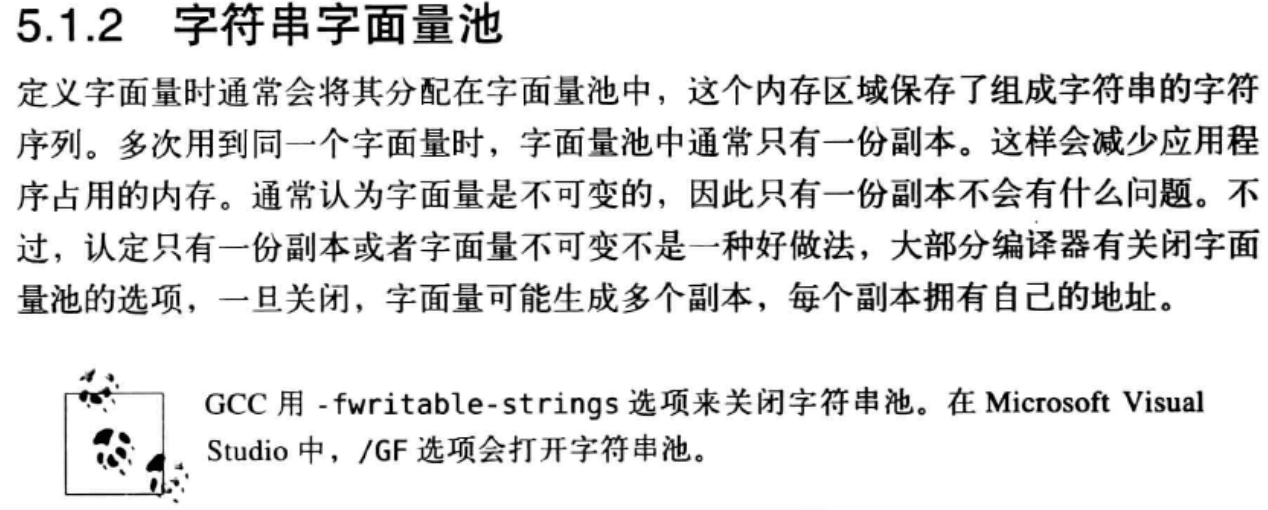 5.1.2 字符串字面量池
定义字面量时通常会将其分配在字面量池中，这个内存区域保存了组成字符串的字符
序列。多次用到同一个字面量时，字面量池中通常只有一份副本。这样会减少应用程
序占用的内存。通常认为字面量是不可变的，因此只有一份副本不会有什么问题。不
过，认定只有一份副本或者字面量不可变不是一种好做法，大部分编译器有关闭字面
量池的选项，一旦关闭，字面量可能生成多个副本，每个副本拥有自己的地址。
GCC 用 -fwritable-strings 选项来关闭字符串池。在 Microsoft Visual
Studio 中，/GF 选项会打开字符串池。